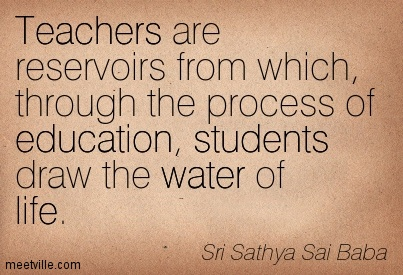 Teachers are
reservoirs from which,
through the process of
education, students
draw the water of
life.
Sri Sathya Sai Baba
meetville.com